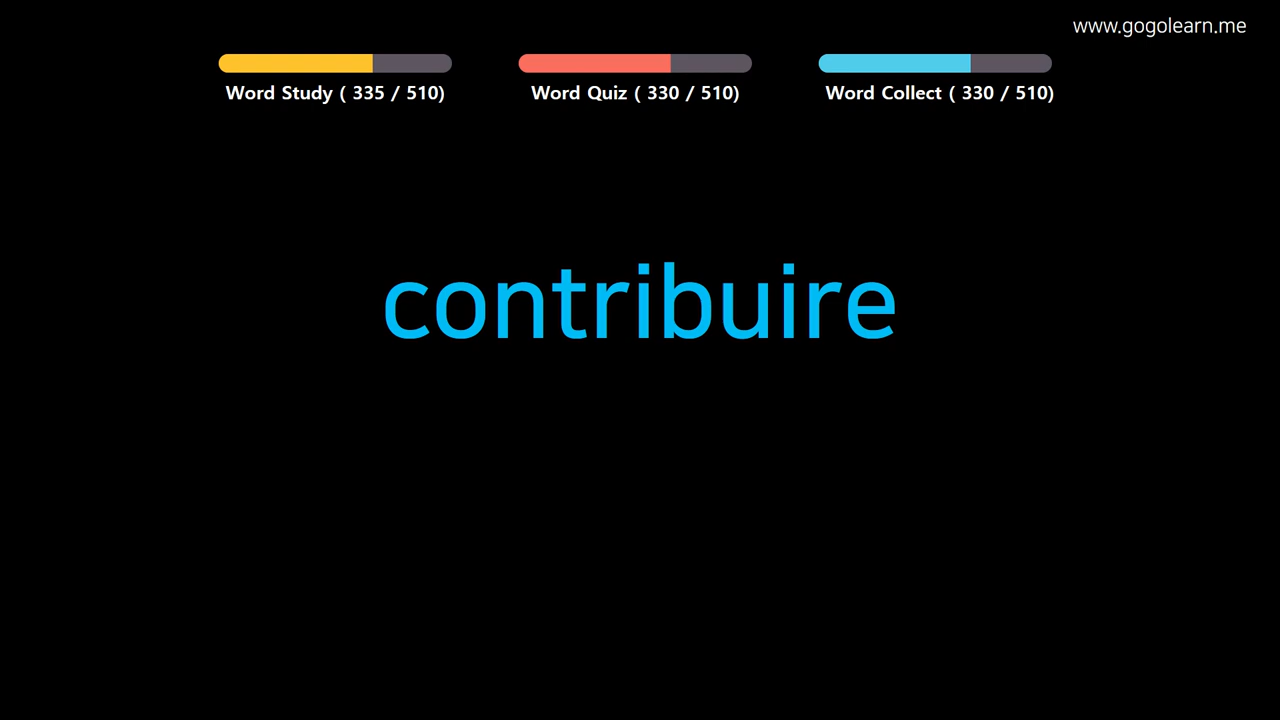 www.gogolearn.me
Word Study ( 335 / 510)
Word Quiz ( 330 / 510)
Word Collect ( 330 / 510)
contribuire